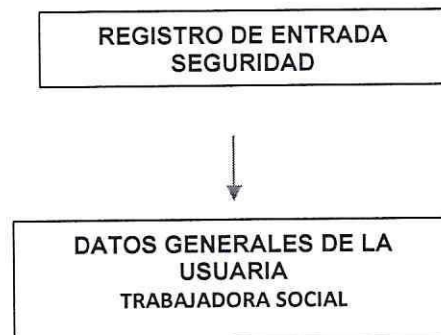 REGISTRO DE ENTRADA
SEGURIDAD
DATOS GENERALES DE LA
USUARIA
TRABAJADORA SOCIAL